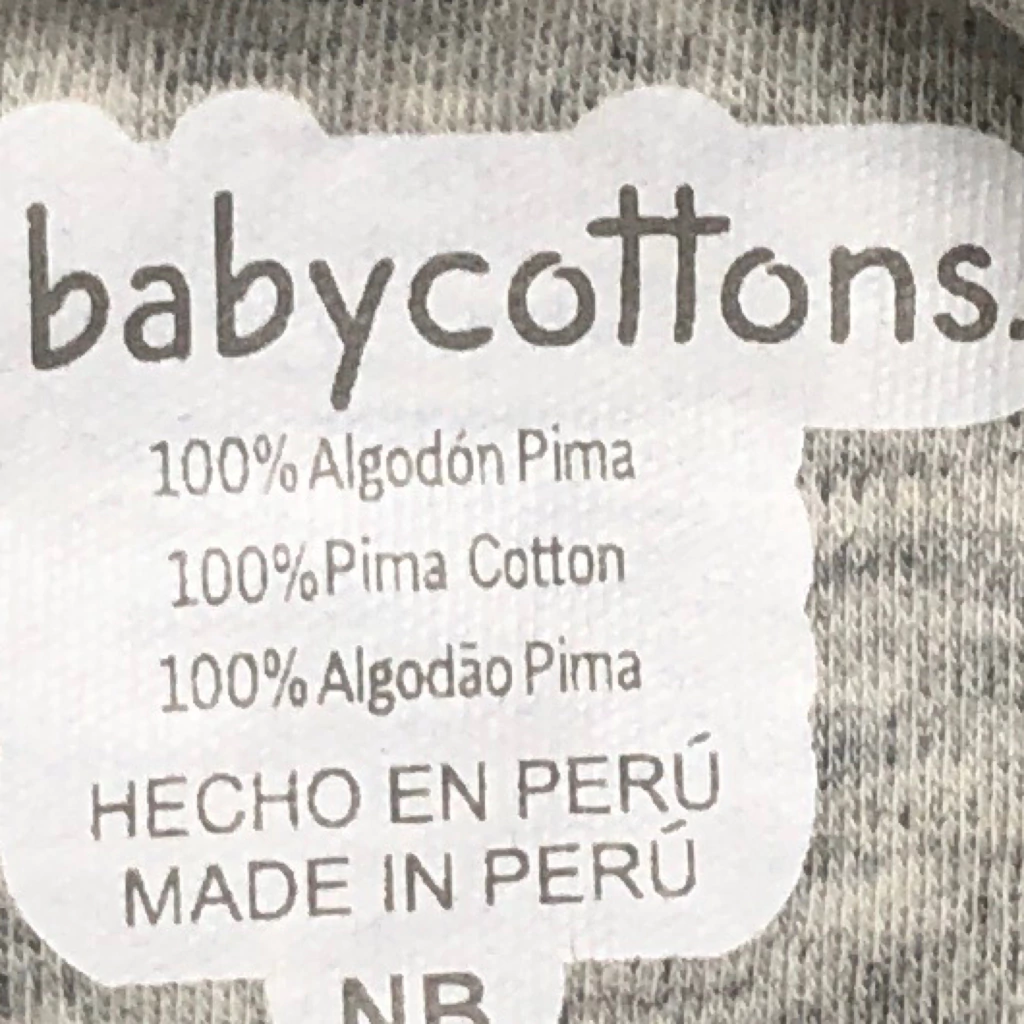 babycottons.
100% Algodón Pima
100% Pima Cotton
100% Algodão Pima
HECHO EN PERÚ
MADE IN PERÚ
NB